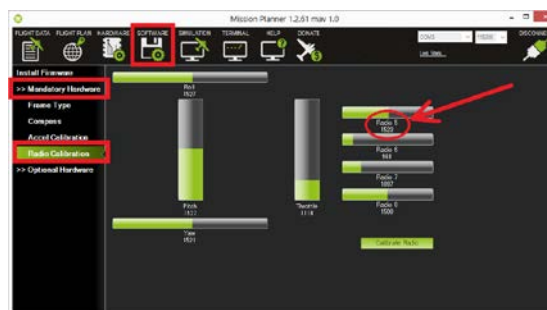 Mission Planner 1.2.61 mav 1.0
FLIGHT DATA FLIGHT PLAN HARDWARE SOFTWARE SIMULATION TERMINAL HELP DONATE
DISCONNECT
Install Firmware
>> Mandatory Hardware
Frame Type
Compass
Accel Calibration
Radio Calibration
>> Optional Hardware
Roll
1527
Pitch
Throttle
Yaw
1521
Radio 5
1520
Radio 6
Radio 7
Radio 8
1500
Calibrate Radio